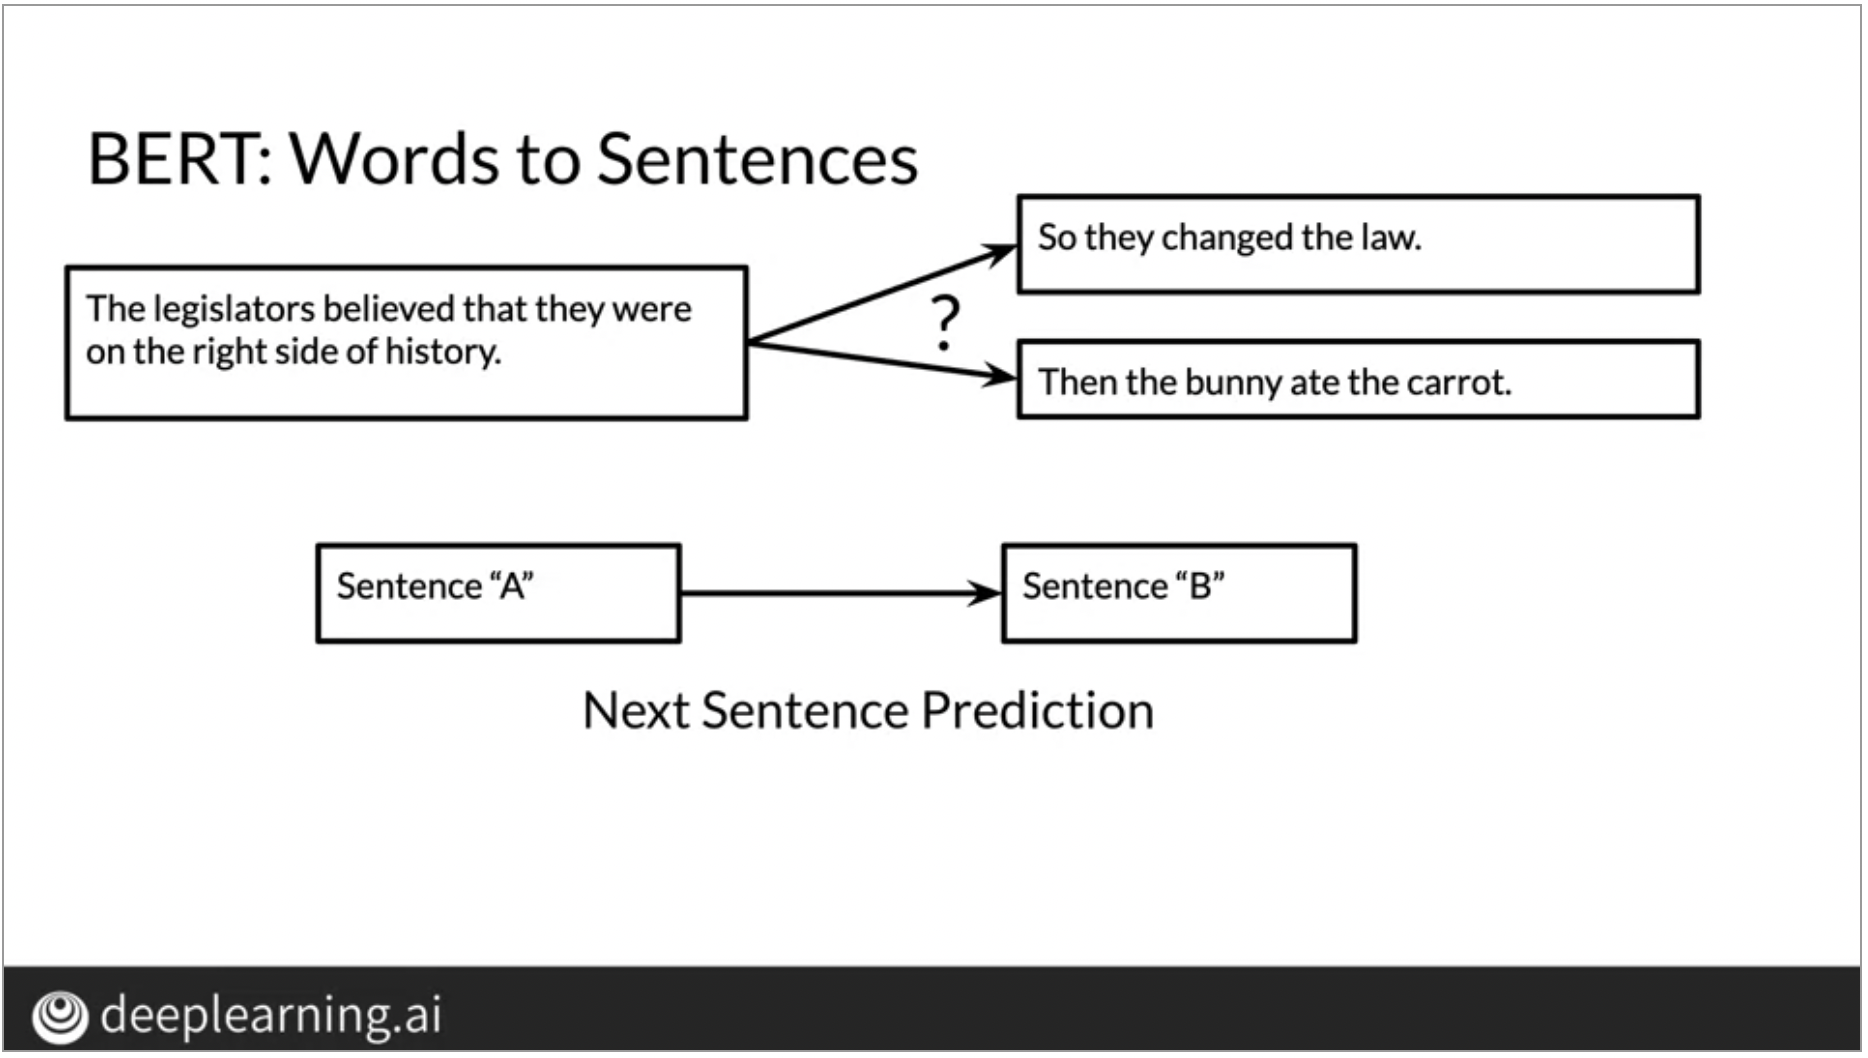 BERT: Words to Sentences
The legislators believed that they were
on the right side of history.
?
So they changed the law.
Then the bunny ate the carrot.
Sentence “A”
Sentence “B”
Next Sentence Prediction
deeplearning.ai